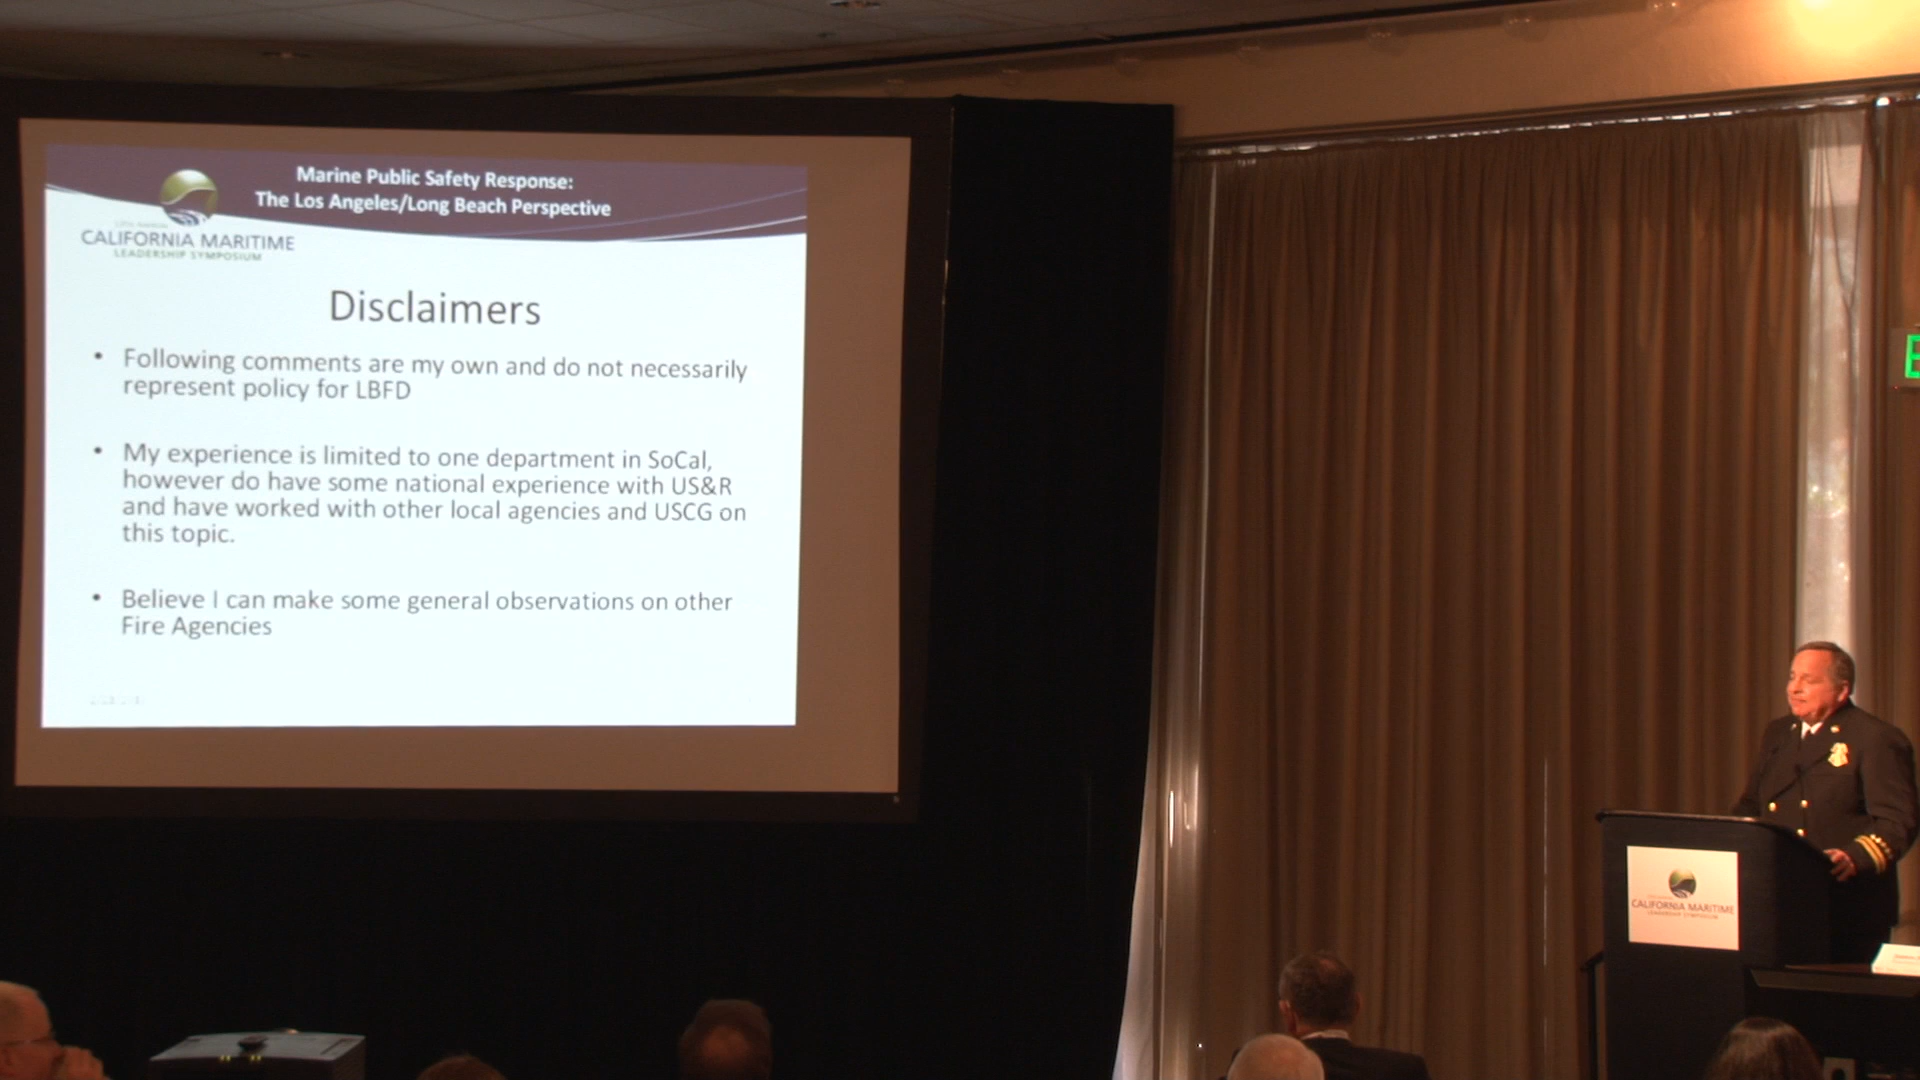 Marine Public Safety Response:
The Los Angeles/Long Beach Perspective
CALIFORNIA MARITIME
LEADERSHIP SYMPOSIUM
Disclaimers
• Following comments are my own and do not necessarily
represent policy for LBFD
• My experience is limited to one department in SoCal,
however do have some national experience with US&R
and have worked with other local agencies and USCG on
this topic.
• Believe I can make some general observations on other
Fire Agencies
E
CALIFORNIA MARITIME
LEADERSHIP SYMPOSIUM